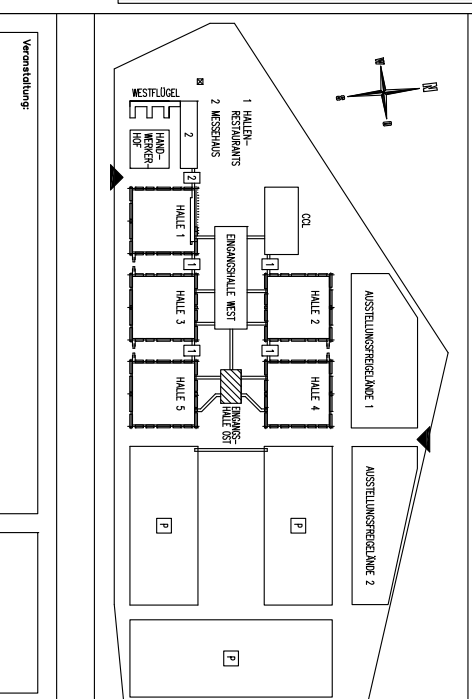 N
W
O
S
1 HALLEN-
RESTAURANTS
2 MESSEHAUS
WESTFLÜGEL
2
HAND-
WERKER-
HOF
2
CCL
HALLE 1
EINGANGSHALLE WEST
1
1
HALLE 2
HALLE 3
1
1
HALLE 4
HALLE 5
EINGANGS-
HALLE OST
AUSSTELLUNGSFREIGELÄNDE 1
AUSSTELLUNGSFREIGELÄNDE 2
P
P
P
Veranstaltung: